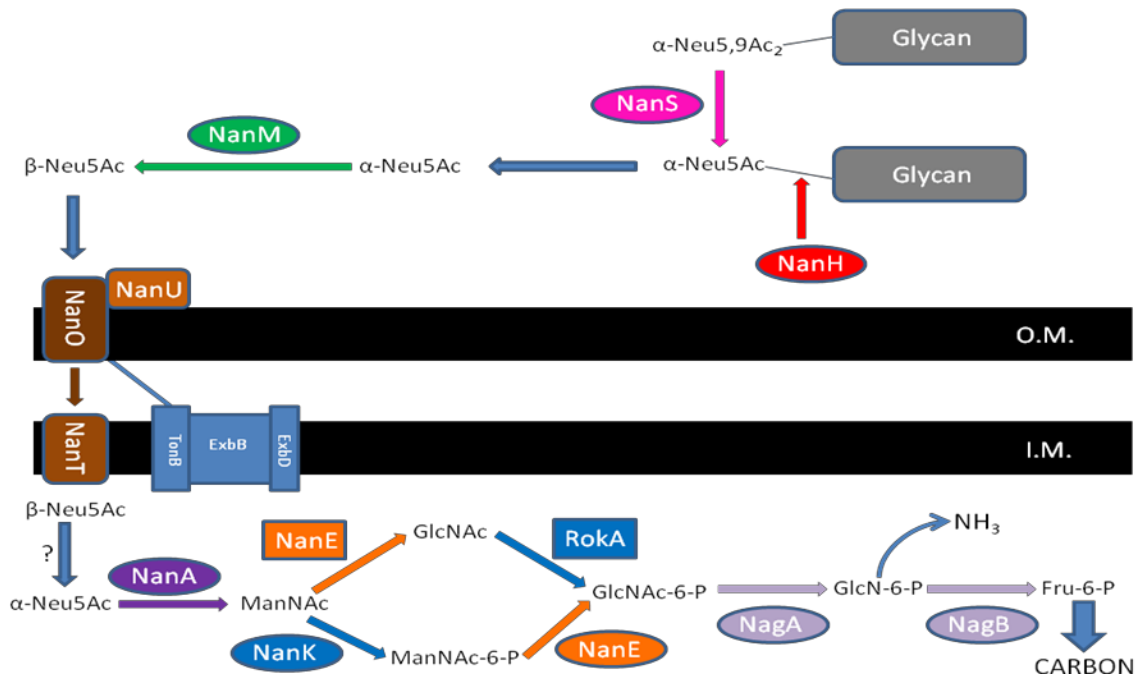 α-Neu5,9Ac₂
Glycan
NanS
NanM
β-Neu5Ac
α-Neu5Ac
α-Neu5Ac
Glycan
NanH
NanO
NanU
O.M.
NanT
TonB
ExbB
ExbD
I.M.
β-Neu5Ac
?
α-Neu5Ac
NanA
ManNAc
NanE
GlcNAc
RokA
NanK
ManNAc-6-P
NanE
GlcNAc-6-P
NagA
GlcN-6-P
NH₃
NagB
Fru-6-P
CARBON